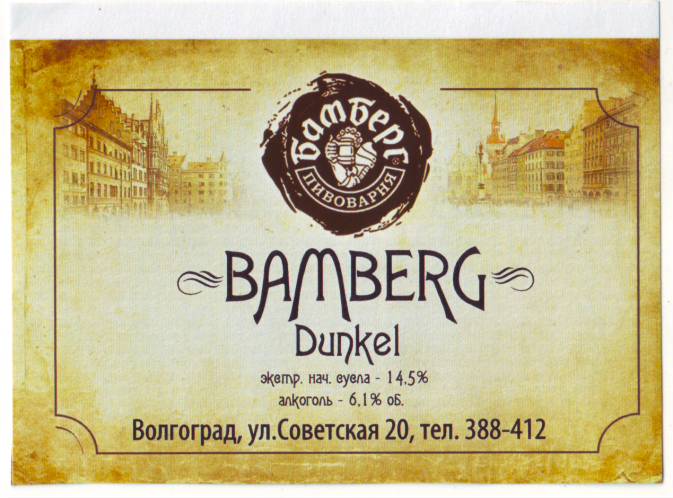 Бамберг
ПИВОВАРНЯ
BAMBERG
Dunkel
экстр. нач. сусла - 14,5%
алкоголь - 6,1% об.
Волгоград, ул.Советская 20, тел. 388-412